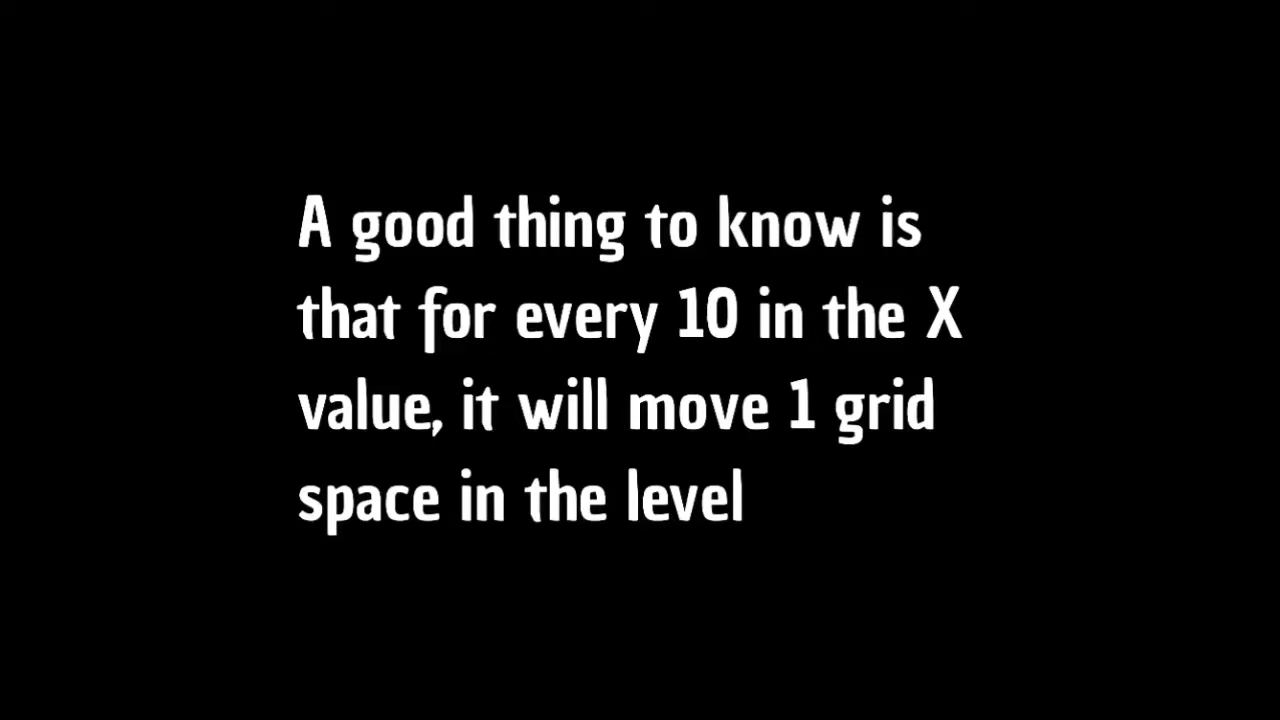 A good thing to know is
that for every 10 in the X
value, it will move 1 grid
space in the level